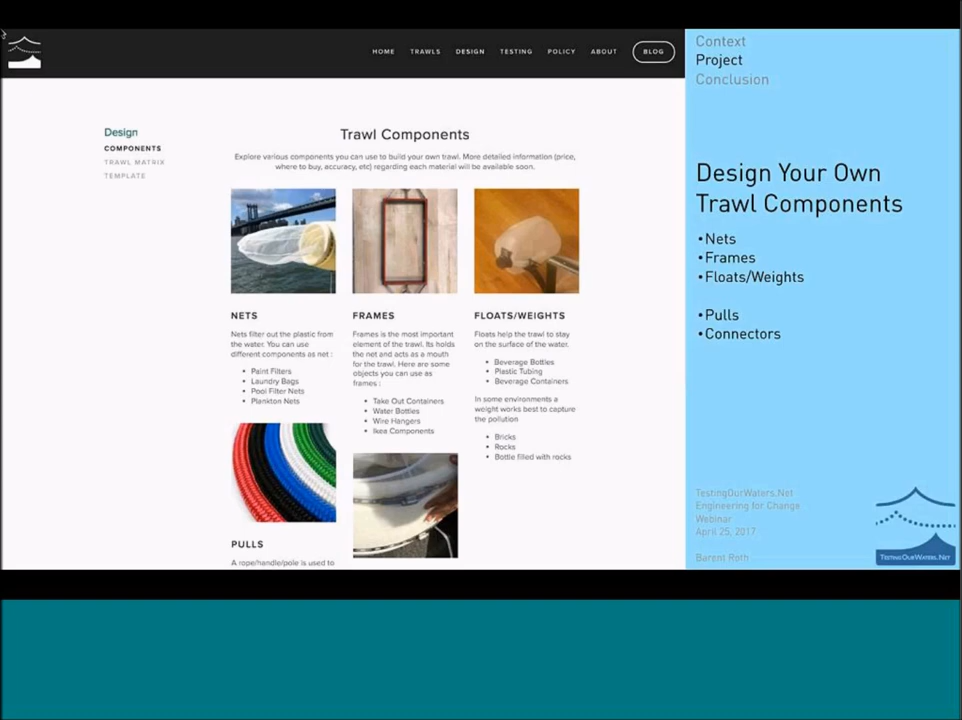 HOME TRAWLS DESIGN TESTING POLICY ABOUT BLOG
Design
COMPONENTS
TRAWL MATRIX
TEMPLATE
Trawl Components
Explore various components you can use to build your own trawl. More detailed information (price,
where to buy, accuracy, etc) regarding each material will be available soon.
NETS
Nets filter out the plastic from
the water. You can use
different components as net :
• Paint Filters
• Laundry Bags
• Pool Filter Nets
• Plankton Nets
FRAMES
Frames is the most important
element of the trawl. Its holds
the net and acts as a mouth
for the trawl. Here are some
objects you can use as
frames :
• Take Out Containers
• Water Bottles
• Wire Hangers
• Ikea Components
FLOATS/WEIGHTS
Floats help the trawl to stay
on the surface of the water.
• Beverage Bottles
• Plastic Tubing
• Beverage Containers
In some environments a
weight works best to capture
the pollution
• Bricks
• Rocks
• Bottle filled with rocks
PULLS
A rope/handle/pole is used to
Context
Project
Conclusion
Design Your Own
Trawl Components
•Nets
•Frames
•Floats/Weights
•Pulls
•Connectors
TestingOurWaters.Net
Engineering for Change
Webinar
April 25, 2017
Barent Roth
TESTINGOURWATERS.NET